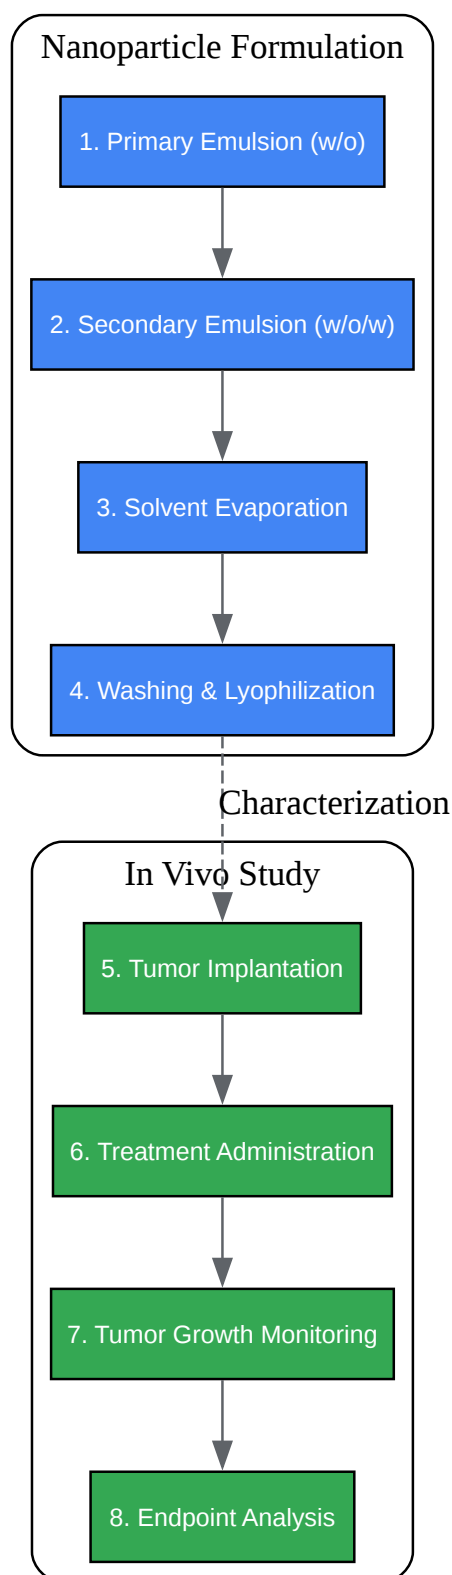 Nanoparticle Formulation
1. Primary Emulsion (w/o)
2. Secondary Emulsion (w/o/w)
3. Solvent Evaporation
4. Washing & Lyophilization
Characterization
In Vivo Study
5. Tumor Implantation
6. Treatment Administration
7. Tumor Growth Monitoring
8. Endpoint Analysis